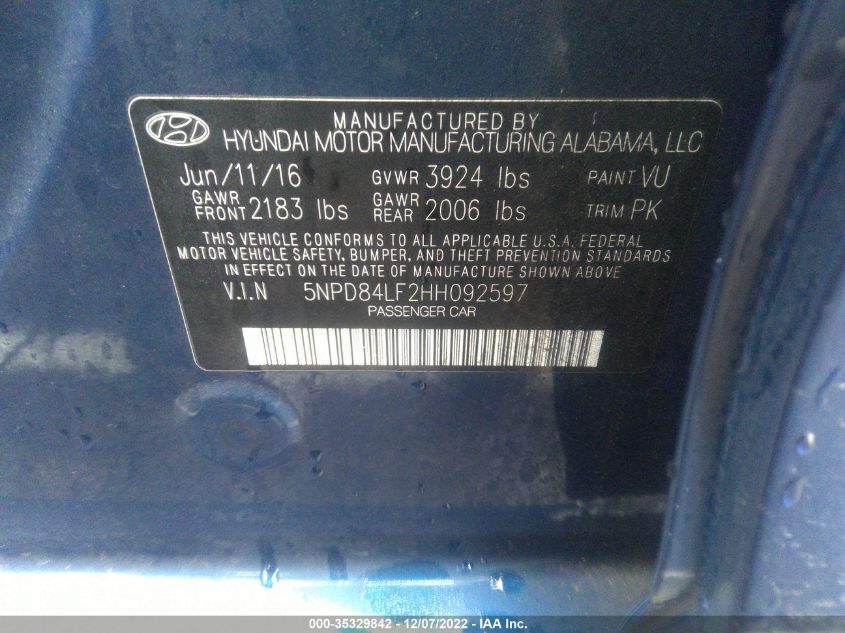 MANUFACTURED BY
HYUNDAI MOTOR MANUFACTURING ALABAMA, LLC
Jun/11/16 GVWR 3924 lbs PAINT VU
GAWR FRONT 2183 lbs GAWR REAR 2006 lbs TRIM PK
THIS VEHICLE CONFORMS TO ALL APPLICABLE U.S.A. FEDERAL
MOTOR VEHICLE SAFETY, BUMPER, AND THEFT PREVENTION STANDARDS
IN EFFECT ON THE DATE OF MANUFACTURE SHOWN ABOVE
V.I.N 5NPD84LF2HH092597
PASSENGER CAR
000-35329842 - 12/07/2022 - © IAA, Inc.